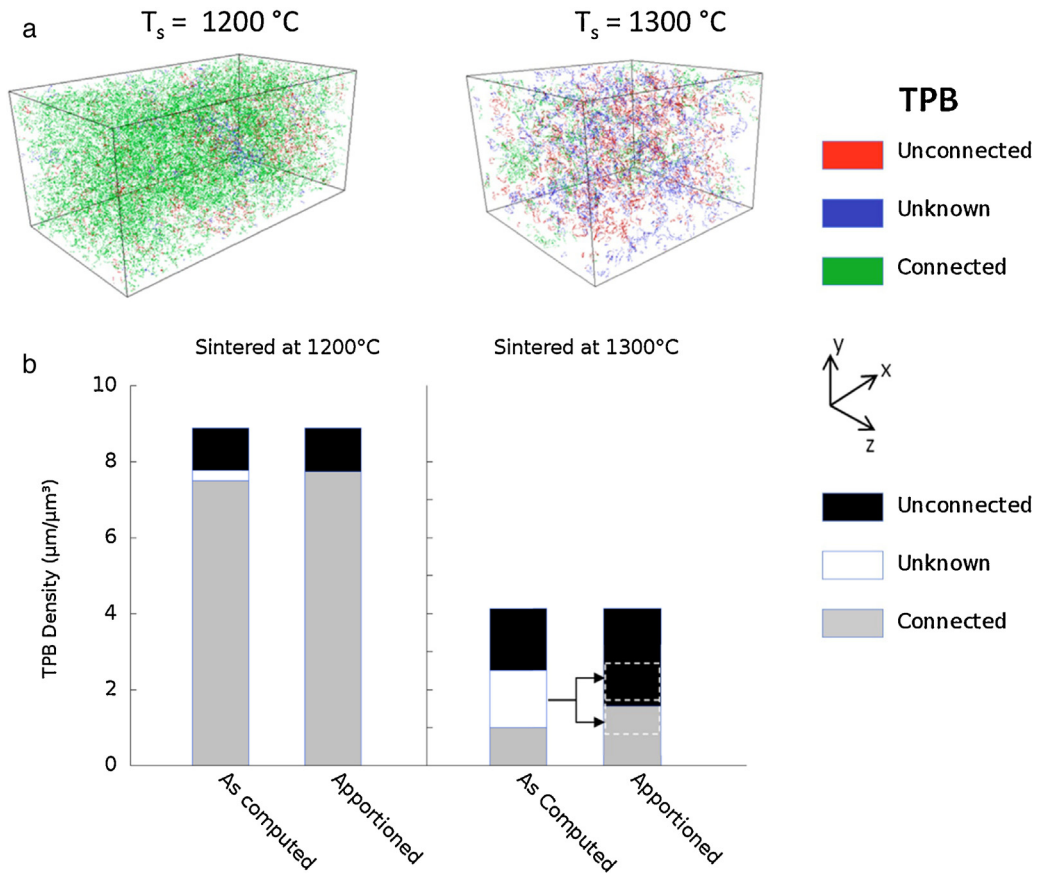 a
Ts = 1200 °C
Ts = 1300 °C
TPB
Unconnected
Unknown
Connected
b
Sintered at 1200°C
Sintered at 1300°C
y
x
z
TPB Density (μm/μm³)
10
8
6
4
2
0
Unconnected
Unknown
Connected
As computed
Apportioned
As Computed
Apportioned